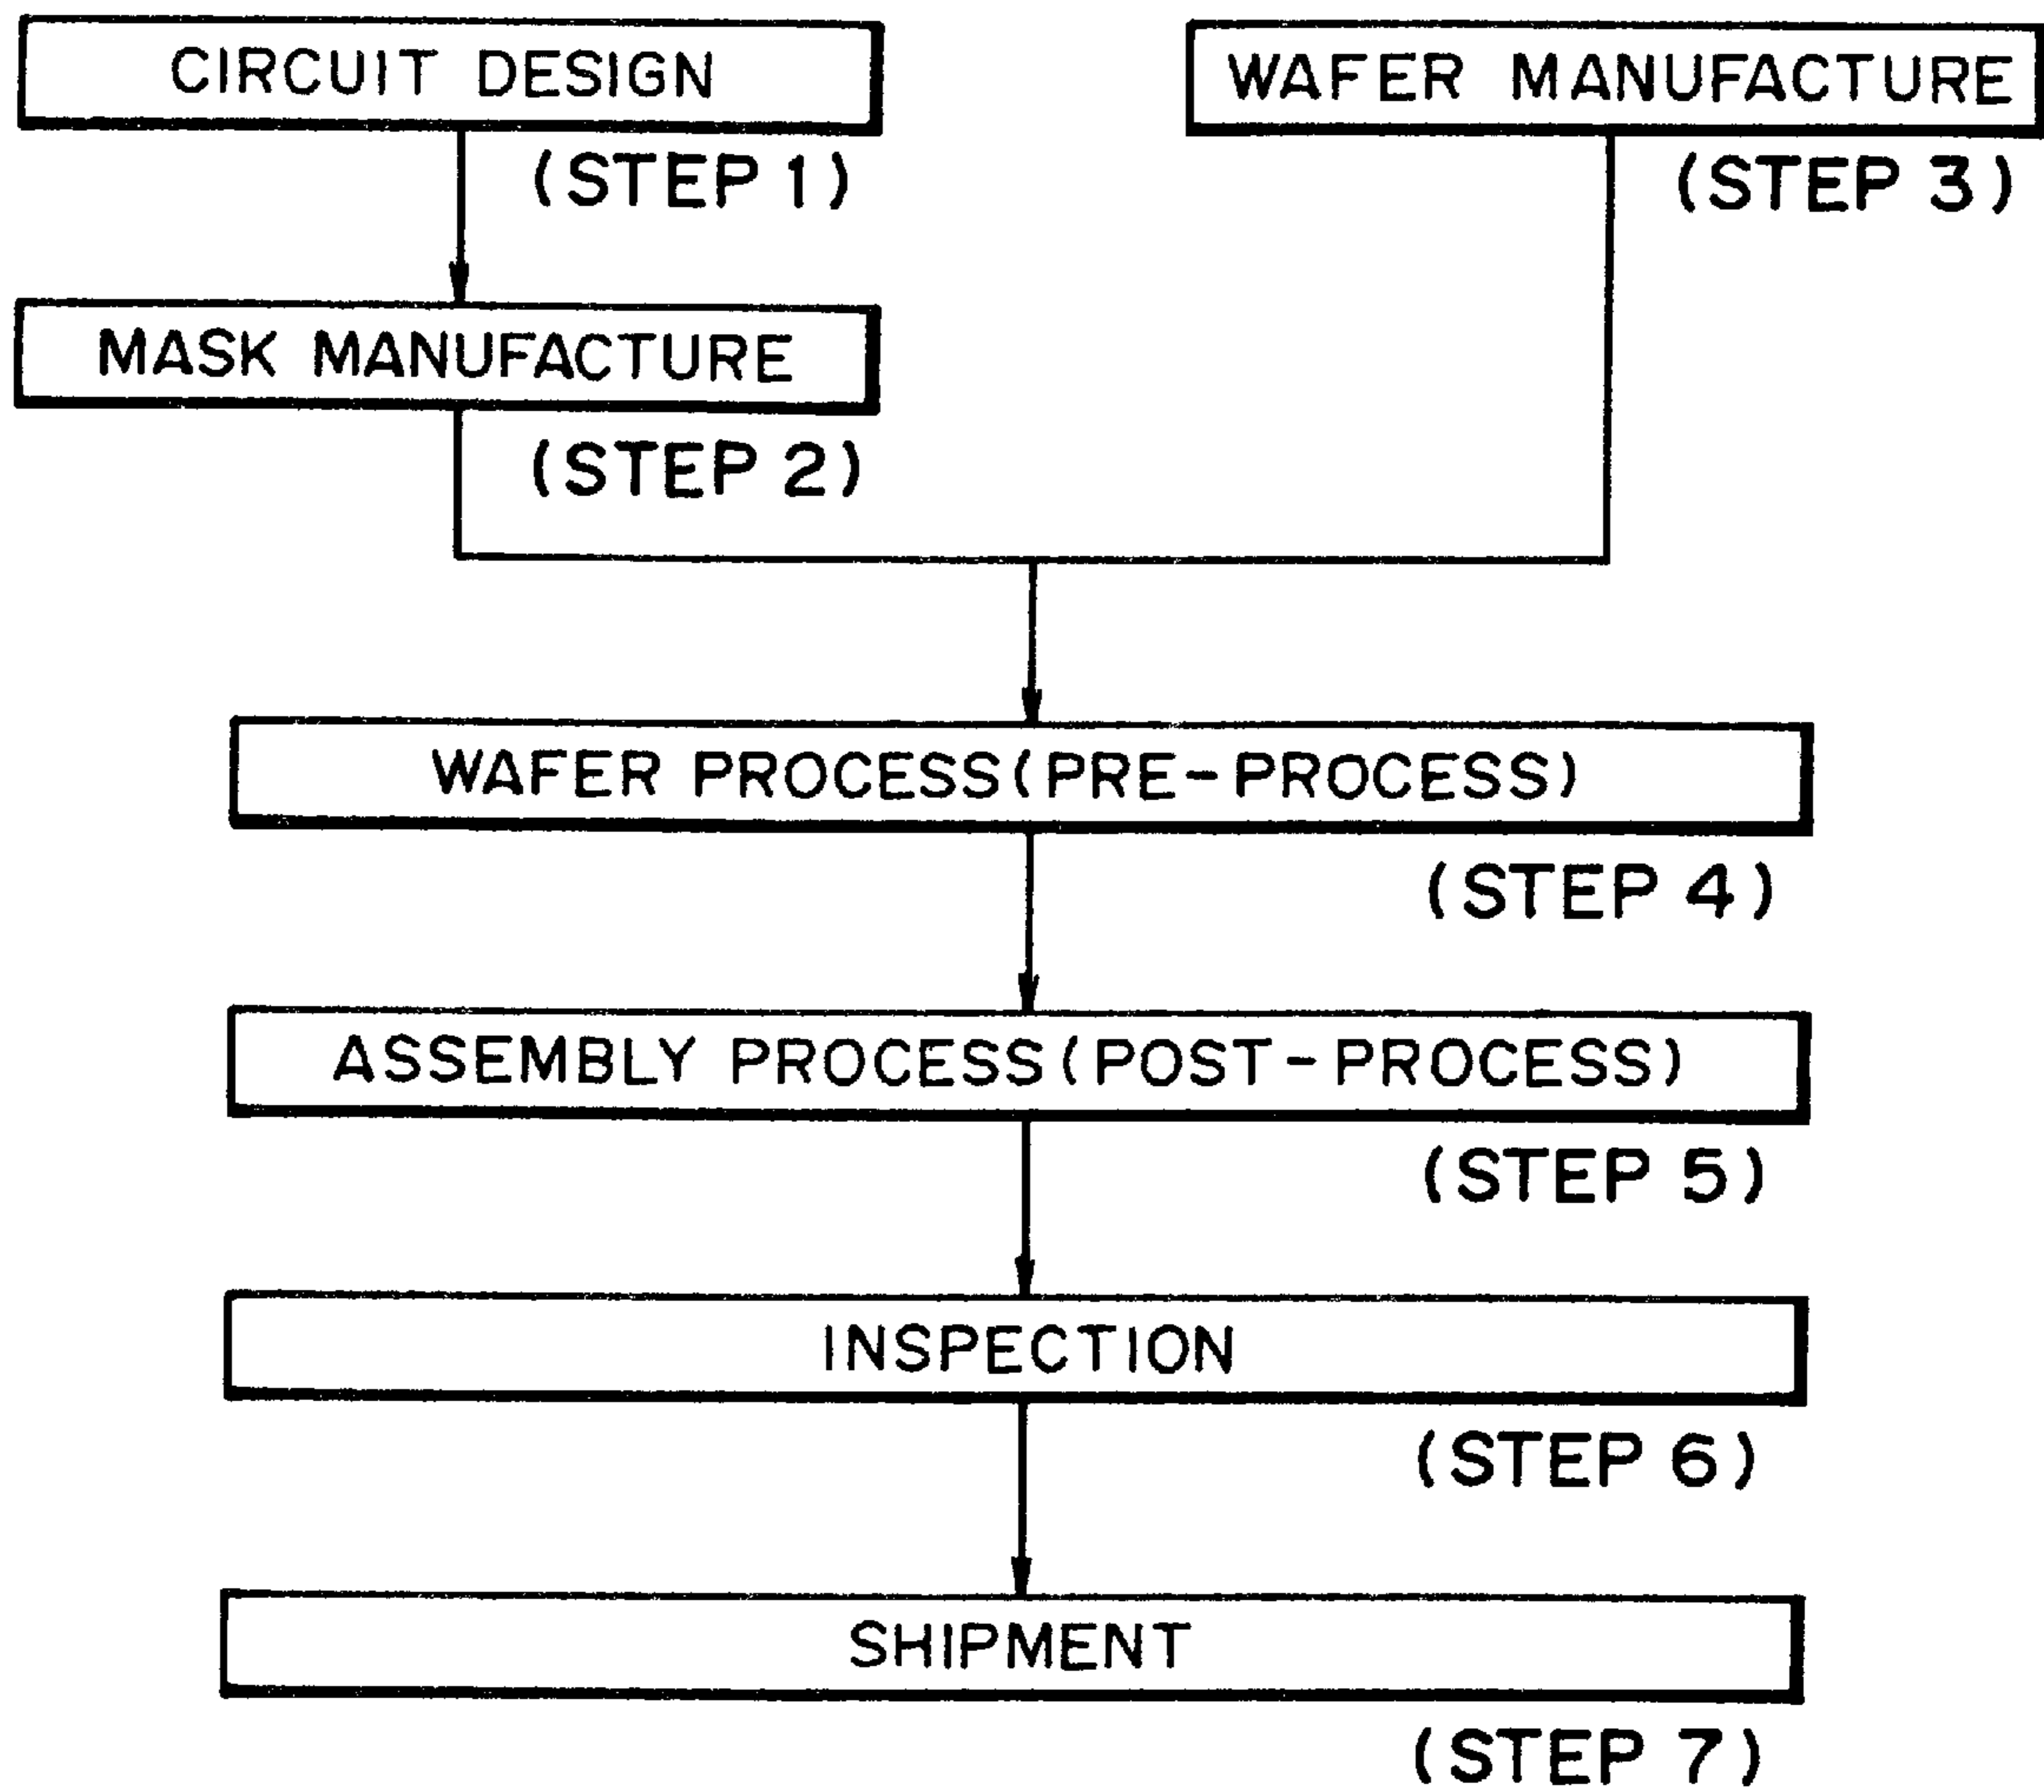 CIRCUIT DESIGN
(STEP 1)
MASK MANUFACTURE
(STEP 2)
WAFER MANUFACTURE
(STEP 3)
WAFER PROCESS(PRE-PROCESS)
(STEP 4)
ASSEMBLY PROCESS(POST-PROCESS)
(STEP 5)
INSPECTION
(STEP 6)
SHIPMENT
(STEP 7)